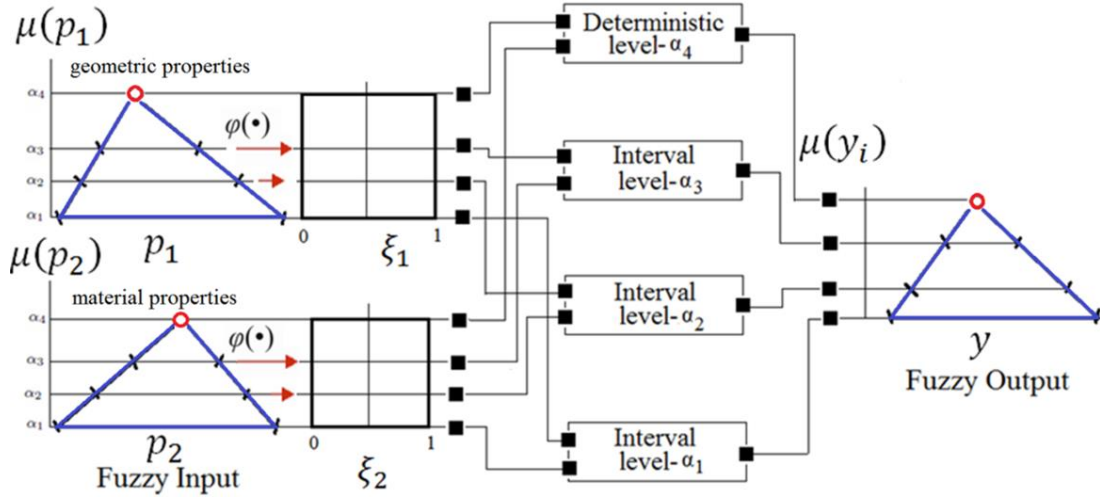 μ(p₁)
geometric properties
α₄
α₃
α₂
α₁
φ(•)
p₁
0
1
ξ₁
μ(p₂)
material properties
α₄
α₃
α₂
α₁
φ(•)
p₂
Fuzzy Input
0
1
ξ₂
Deterministic
level-α₄
Interval
level-α₃
Interval
level-α₂
Interval
level-α₁
μ(yᵢ)
y
Fuzzy Output